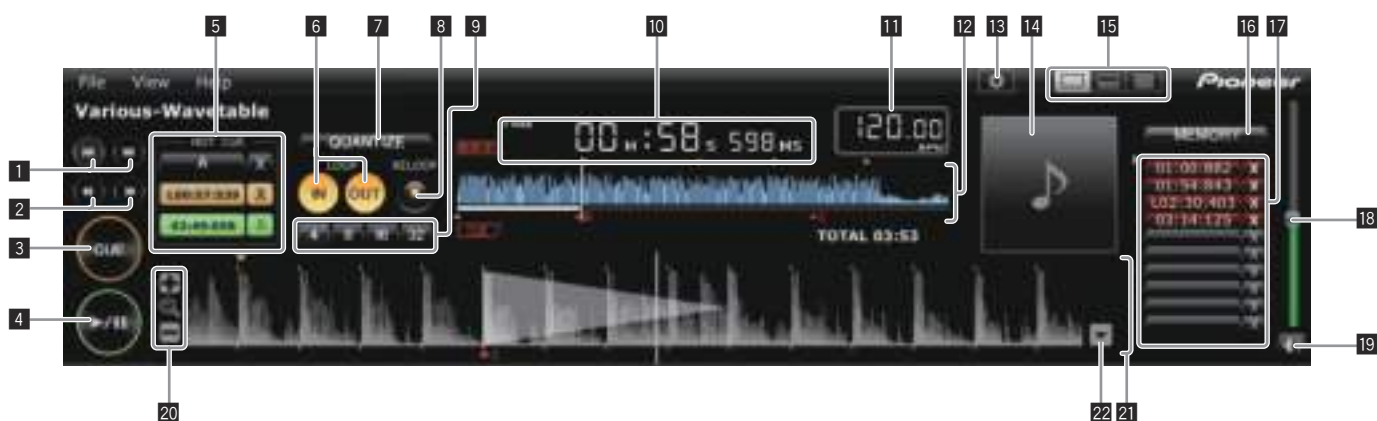 5 6 7 8 9 10 11 12 13 14 15 16 17
File View Help
Pioneer
Various-Wavetable
HOT CUE
QUANTIZE
00 M:58 S 598 MS
120.00
BPM
MEMORY
A X
LOOP RELOOP
IN OUT
1
2
3
4
CUE
4 8 16 32
TOTAL 03:53
01:00:882 X
01:54:843 X
L02:30.403 X
03:14:125 X
18
19
20
22 21